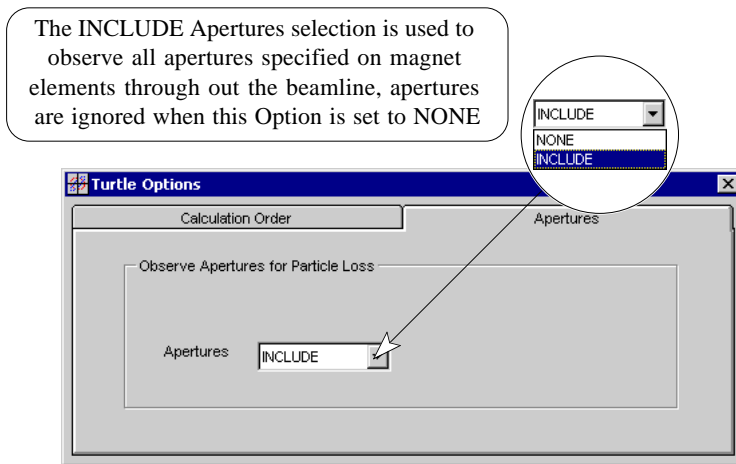 The INCLUDE Apertures selection is used to
observe all apertures specified on magnet
elements through out the beamline, apertures
are ignored when this Option is set to NONE
INCLUDE
NONE
INCLUDE
Turtle Options
Calculation Order
Apertures
Observe Apertures for Particle Loss
Apertures
INCLUDE